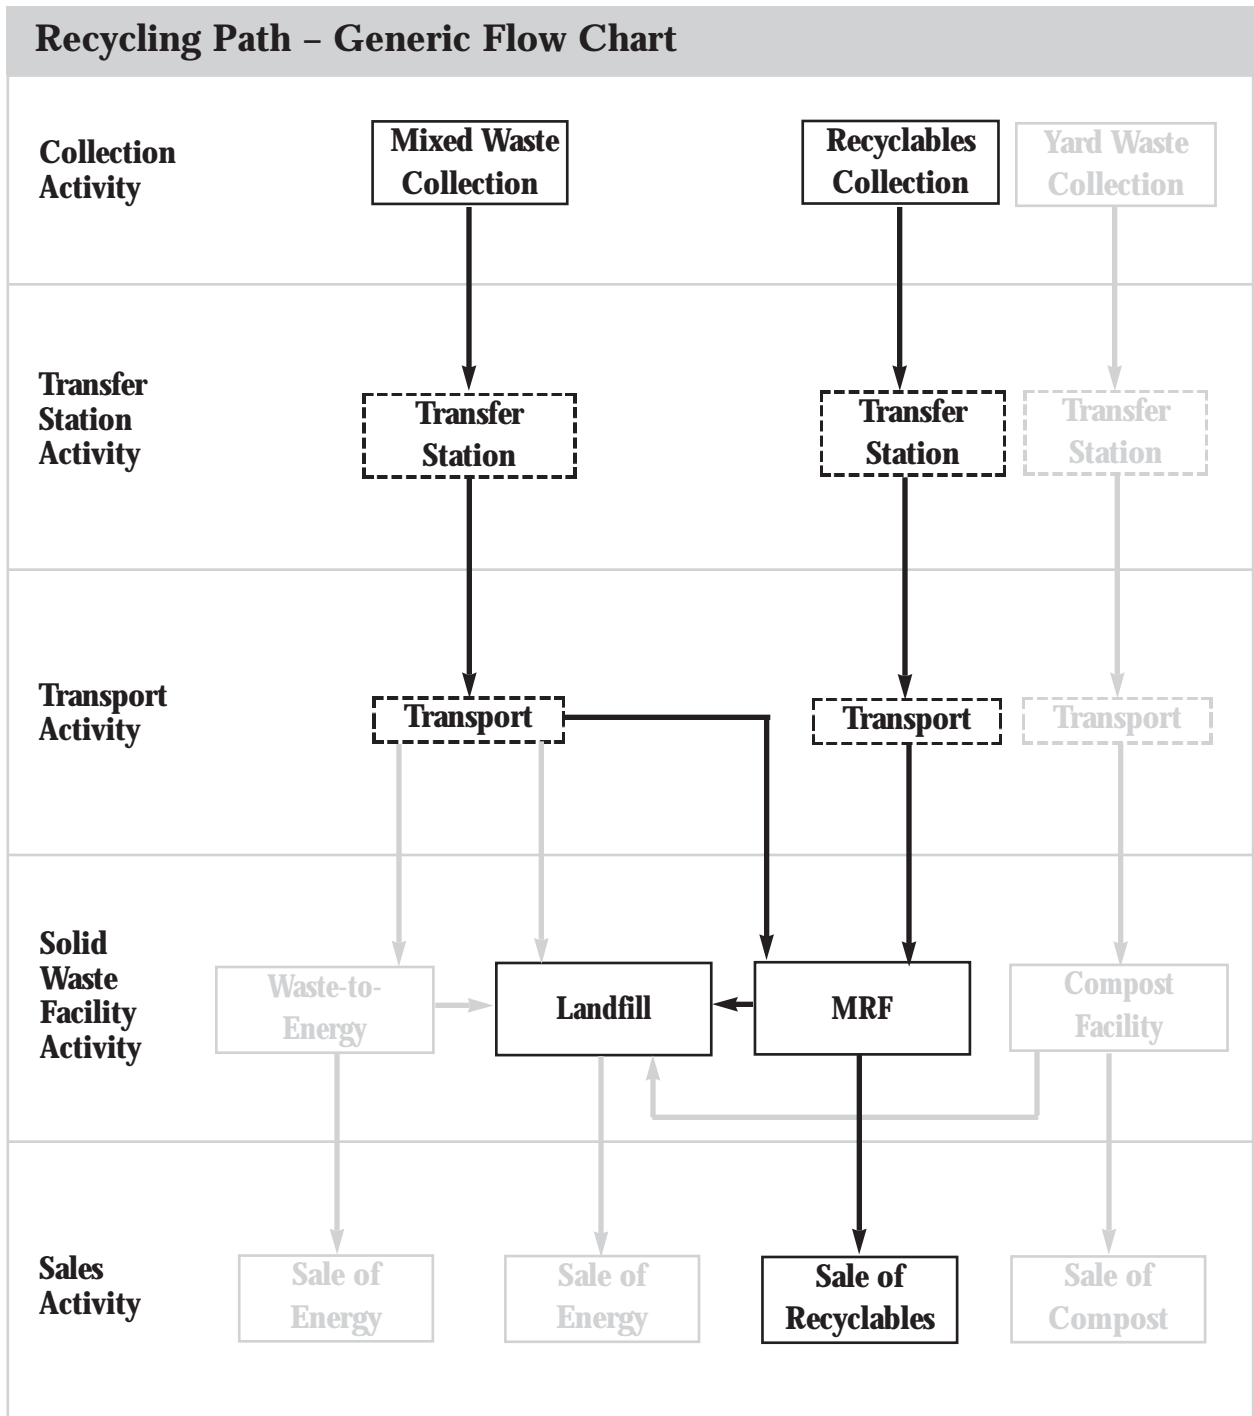 Recycling Path – Generic Flow Chart
Collection
Activity
Mixed Waste
Collection
Recyclables
Collection
Yard Waste
Collection
Transfer
Station
Activity
Transfer
Station
Transfer
Station
Transfer
Station
Transport
Activity
Transport
Transport
Transport
Solid
Waste
Facility
Activity
Waste-to-
Energy
Landfill
MRF
Compost
Facility
Sales
Activity
Sale of
Energy
Sale of
Energy
Sale of
Recyclables
Sale of
Compost